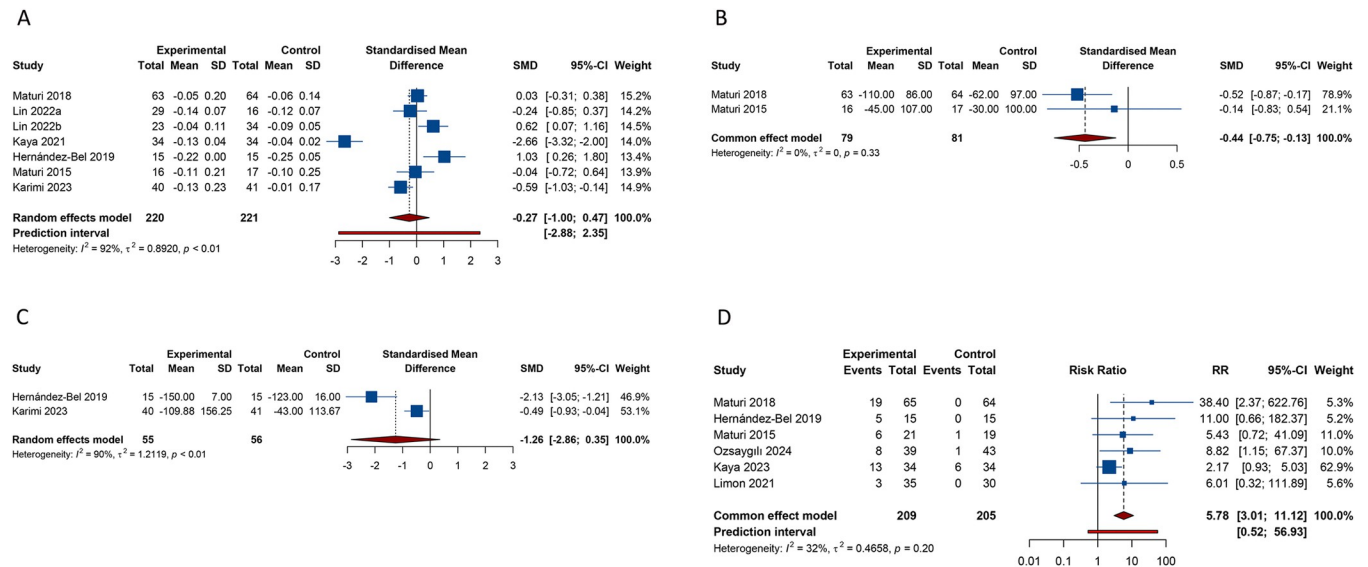 A
Experimental Control Standardised Mean
Study Total Mean SD Total Mean SD Difference SMD 95%-CI Weight
Maturi 2018 63 -0.05 0.20 64 -0.06 0.14 0.03 [-0.31; 0.38] 15.2%
Lin 2022a 29 -0.14 0.07 16 -0.12 0.07 -0.24 [-0.85; 0.37] 14.2%
Lin 2022b 23 -0.04 0.11 34 -0.09 0.05 0.62 [ 0.07; 1.16] 14.5%
Kaya 2021 34 -0.13 0.04 34 -0.04 0.02 -2.66 [-3.32; -2.00] 14.0%
Hernández-Bel 2019 15 -0.22 0.00 15 -0.25 0.05 1.03 [ 0.26; 1.80] 13.4%
Maturi 2015 16 -0.11 0.21 17 -0.10 0.25 -0.04 [-0.72; 0.64] 13.9%
Karimi 2023 40 -0.13 0.23 41 -0.01 0.17 -0.59 [-1.03; -0.14] 14.9%
Random effects model 220 221 -0.27 [-1.00; 0.47] 100.0%
Prediction interval [-2.88; 2.35]
Heterogeneity: I² = 92%, τ² = 0.8920, p < 0.01
-3 -2 -1 0 1 2 3
B
Experimental Control Standardised Mean
Study Total Mean SD Total Mean SD Difference SMD 95%-CI Weight
Maturi 2018 63 -110.00 86.00 64 -62.00 97.00 -0.52 [-0.87; -0.17] 78.9%
Maturi 2015 16 -45.00 107.00 17 -30.00 100.00 -0.14 [-0.83; 0.54] 21.1%
Common effect model 79 81 -0.44 [-0.75; -0.13] 100.0%
Heterogeneity: I² = 0%, τ² = 0, p = 0.33
-0.5 0 0.5
C
Experimental Control Standardised Mean
Study Total Mean SD Total Mean SD Difference SMD 95%-CI Weight
Hernández-Bel 2019 15 -150.00 7.00 15 -123.00 16.00 -2.13 [-3.05; -1.21] 46.9%
Karimi 2023 40 -109.88 156.25 41 -43.00 113.67 -0.49 [-0.93; -0.04] 53.1%
Random effects model 55 56 -1.26 [-2.86; 0.35] 100.0%
Heterogeneity: I² = 90%, τ² = 1.2119, p < 0.01
-3 -2 -1 0 1 2 3
D
Experimental Control
Study Events Total Events Total Risk Ratio RR 95%-CI Weight
Maturi 2018 19 65 0 64 38.40 [2.37; 622.76] 5.3%
Hernández-Bel 2019 5 15 0 15 11.00 [0.66; 182.37] 5.2%
Maturi 2015 6 21 1 19 5.43 [0.72; 41.09] 11.0%
Ozsaygılı 2024 8 39 1 43 8.82 [1.15; 67.37] 10.0%
Kaya 2023 13 34 6 34 2.17 [0.93; 5.03] 62.9%
Limon 2021 3 35 0 30 6.01 [0.32; 111.89] 5.6%
Common effect model 209 205 5.78 [3.01; 11.12] 100.0%
Prediction interval [0.52; 56.93]
Heterogeneity: I² = 32%, τ² = 0.4658, p = 0.20
0.01 0.1 1 10 100